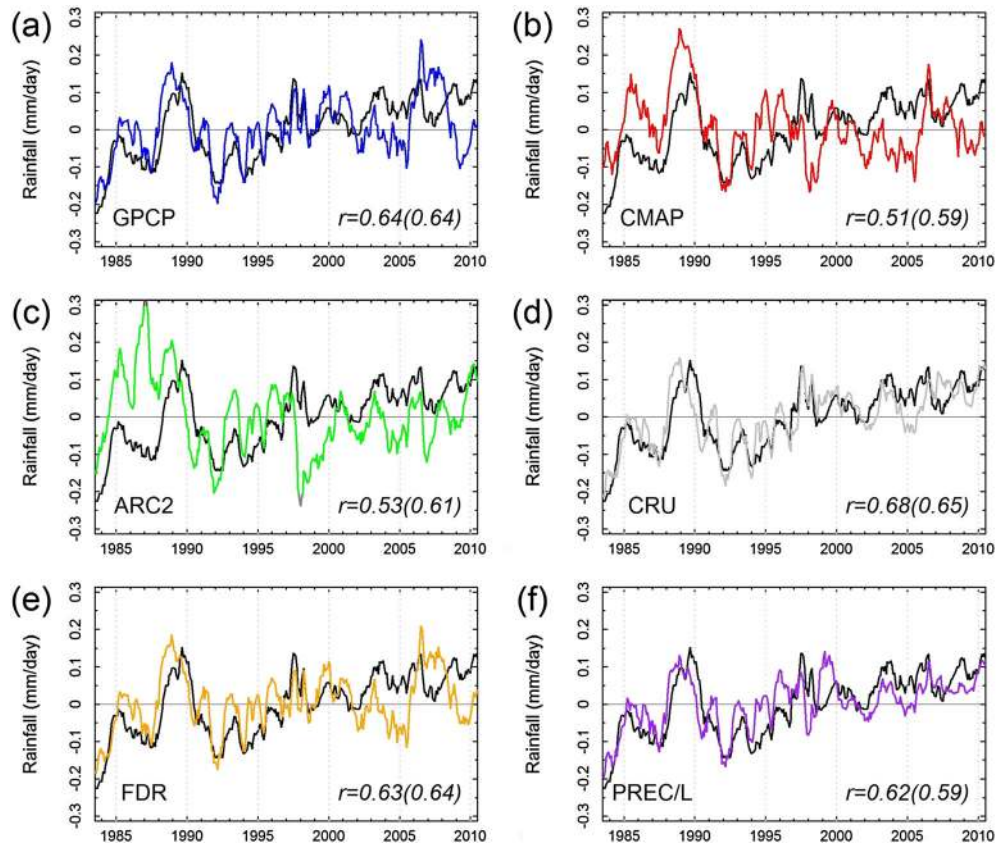 (a)
Rainfall (mm/day)
0.3
0.2
0.1
0
-0.1
-0.2
-0.3
GPCP
r=0.64(0.64)
1985 1990 1995 2000 2005 2010
(b)
Rainfall (mm/day)
0.3
0.2
0.1
0
-0.1
-0.2
-0.3
CMAP
r=0.51(0.59)
1985 1990 1995 2000 2005 2010
(c)
Rainfall (mm/day)
0.3
0.2
0.1
0
-0.1
-0.2
-0.3
ARC2
r=0.53(0.61)
1985 1990 1995 2000 2005 2010
(d)
Rainfall (mm/day)
0.3
0.2
0.1
0
-0.1
-0.2
-0.3
CRU
r=0.68(0.65)
1985 1990 1995 2000 2005 2010
(e)
Rainfall (mm/day)
0.3
0.2
0.1
0
-0.1
-0.2
-0.3
FDR
r=0.63(0.64)
1985 1990 1995 2000 2005 2010
(f)
Rainfall (mm/day)
0.3
0.2
0.1
0
-0.1
-0.2
-0.3
PREC/L
r=0.62(0.59)
1985 1990 1995 2000 2005 2010